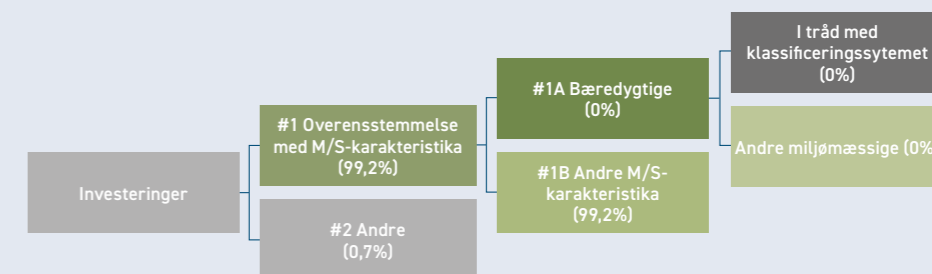 I tråd med
klassificeringssytemet
(0%)
#1A Bæredygtige
(0%)
#1 Overensstemmelse
med M/S-karakteristika
(99,2%)
Andre miljømæssige (0%
#1B Andre M/S-
karakteristika
(99,2%)
Investeringer
#2 Andre
(0,7%)